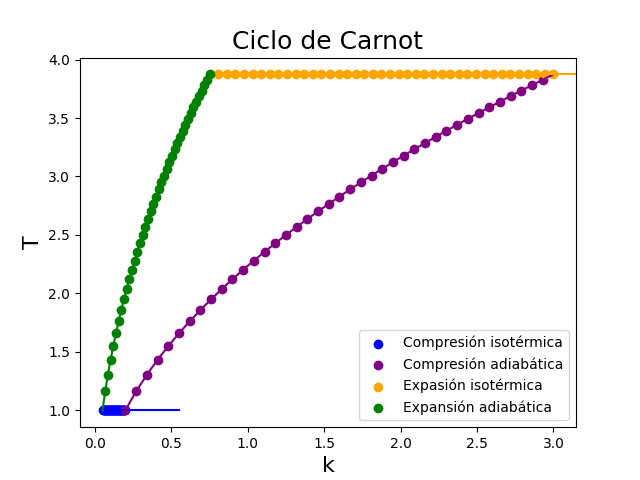 Ciclo de Carnot
T
4.0
3.5
3.0
2.5
2.0
1.5
1.0
Compresión isotérmica
Compresión adiabática
Expasión isotérmica
Expansión adiabática
0.0 0.5 1.0 1.5 2.0 2.5 3.0
k